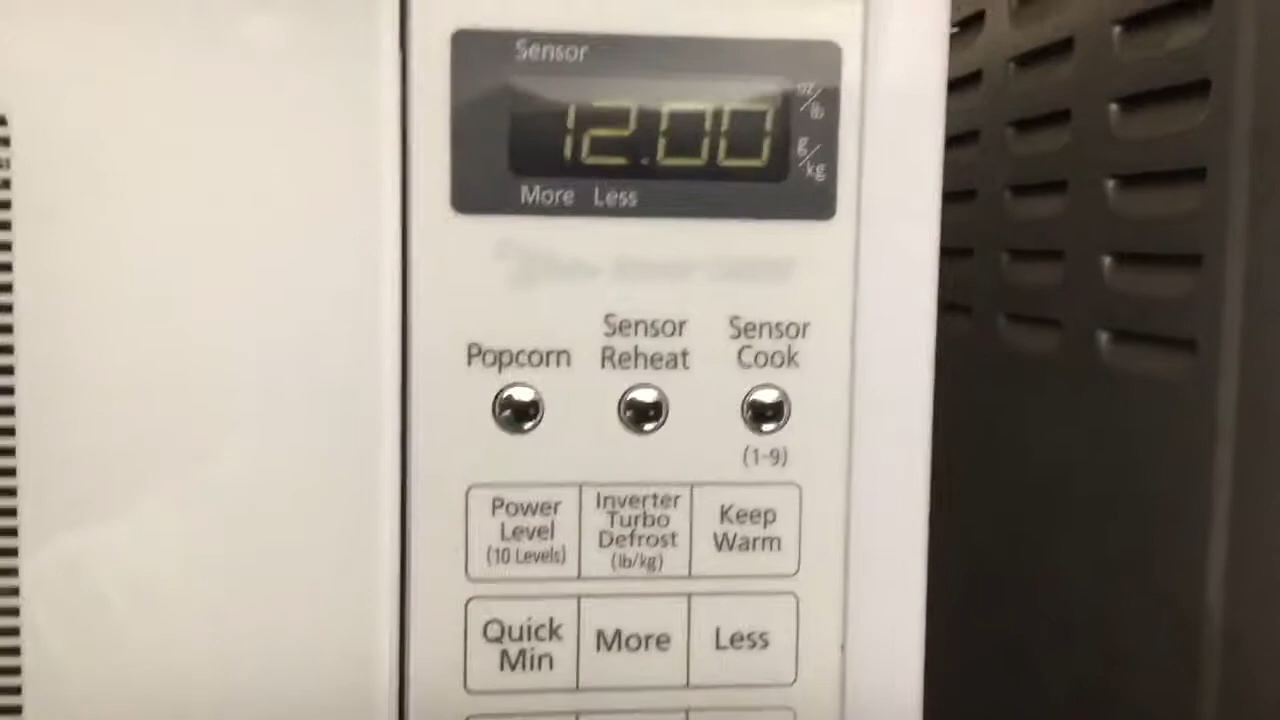 Sensor
12.00
oz/lb
g/kg
More Less
Popcorn
Sensor
Reheat
Sensor
Cook
(1-9)
Power
Level
(10 Levels)
Inverter
Turbo
Defrost
(lb/kg)
Keep
Warm
Quick
Min
More
Less